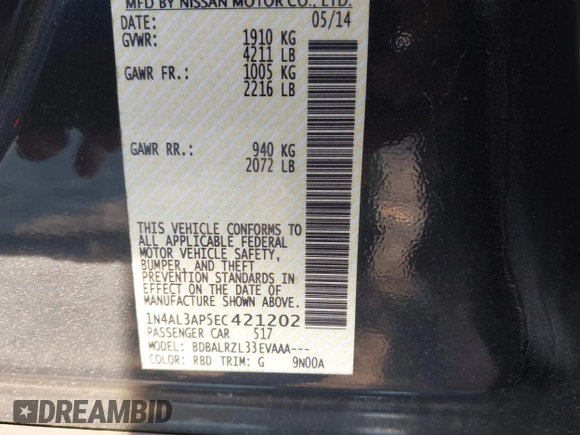 MFD BY NISSAN MOTOR CO., LTD.
DATE: 05/14
GVWR: 1910 KG
4211 LB
GAWR FR.: 1005 KG
2216 LB
GAWR RR.: 940 KG
2072 LB
THIS VEHICLE CONFORMS TO
ALL APPLICABLE FEDERAL
MOTOR VEHICLE SAFETY,
BUMPER, AND THEFT
PREVENTION STANDARDS IN
EFFECT ON THE DATE OF
MANUFACTURE SHOWN ABOVE.
1N4AL3AP5EC421202
PASSENGER CAR 517
MODEL: BDBALRZL33EVAAA---
COLOR: RBD TRIM: G 9N00A
DREAMBID